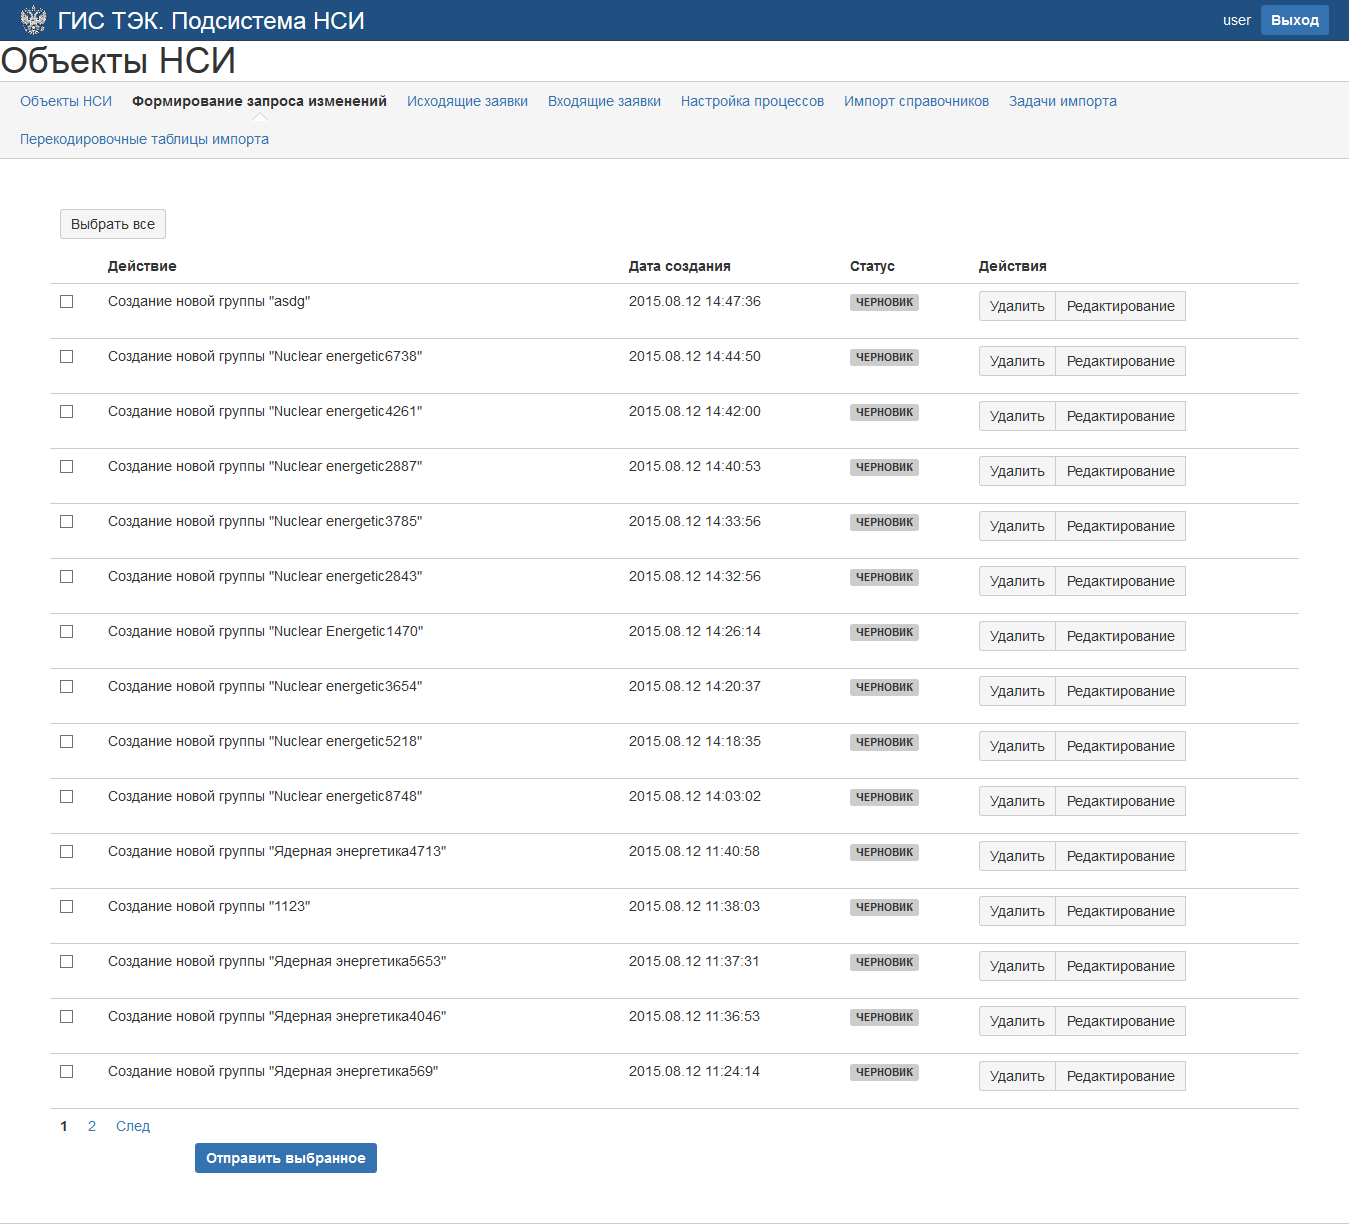 ГИС ТЭК. Подсистема НСИ
user Выход
Объекты НСИ
Объекты НСИ Формирование запроса изменений Исходящие заявки Входящие заявки Настройка процессов Импорт справочников Задачи импорта
Перекодировочные таблицы импорта
Выбрать все
Действие Дата создания Статус Действия
Создание новой группы "asdg" 2015.08.12 14:47:36 ЧЕРНОВИК Удалить Редактирование
Создание новой группы "Nuclear energetic6738" 2015.08.12 14:44:50 ЧЕРНОВИК Удалить Редактирование
Создание новой группы "Nuclear energetic4261" 2015.08.12 14:42:00 ЧЕРНОВИК Удалить Редактирование
Создание новой группы "Nuclear energetic2887" 2015.08.12 14:40:53 ЧЕРНОВИК Удалить Редактирование
Создание новой группы "Nuclear energetic3785" 2015.08.12 14:33:56 ЧЕРНОВИК Удалить Редактирование
Создание новой группы "Nuclear energetic2843" 2015.08.12 14:32:56 ЧЕРНОВИК Удалить Редактирование
Создание новой группы "Nuclear Energetic1470" 2015.08.12 14:26:14 ЧЕРНОВИК Удалить Редактирование
Создание новой группы "Nuclear energetic3654" 2015.08.12 14:20:37 ЧЕРНОВИК Удалить Редактирование
Создание новой группы "Nuclear energetic5218" 2015.08.12 14:18:35 ЧЕРНОВИК Удалить Редактирование
Создание новой группы "Nuclear energetic8748" 2015.08.12 14:03:02 ЧЕРНОВИК Удалить Редактирование
Создание новой группы "Ядерная энергетика4713" 2015.08.12 11:40:58 ЧЕРНОВИК Удалить Редактирование
Создание новой группы "1123" 2015.08.12 11:38:03 ЧЕРНОВИК Удалить Редактирование
Создание новой группы "Ядерная энергетика5653" 2015.08.12 11:37:31 ЧЕРНОВИК Удалить Редактирование
Создание новой группы "Ядерная энергетика4046" 2015.08.12 11:36:53 ЧЕРНОВИК Удалить Редактирование
Создание новой группы "Ядерная энергетика569" 2015.08.12 11:24:14 ЧЕРНОВИК Удалить Редактирование
1 2 След
Отправить выбранное